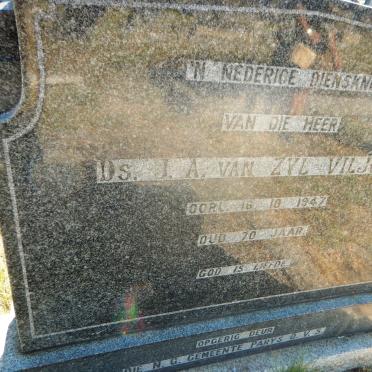 'N NEDERIGE DIENSKNE
VAN DIE HEER
DS. J. A. VAN ZYL VILJ
OORL. 16. 10. 1947.
OUD 70 JAAR.
GOD IS LIEFDE.
OPGERIG DEUR
DIE N. G. GEMEENTE PARYS O. V. S.